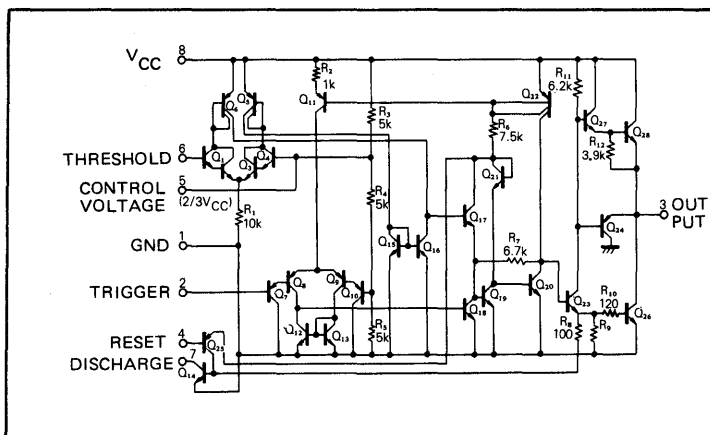 V_CC 8
R₂
1k
Q₁₁
Q₆
Q₅
R₃
5k
Q₂₂
R₁₁
6.2k
Q₂₇
Q₂₈
R₆
7.5k
R₁₂
3.9k
THRESHOLD 6
Q₁
Q₃
Q₄
Q₂₁
CONTROL
VOLTAGE 5 (2/3V_CC)
R₄
5k
R₁
10k
Q₁₅
Q₁₆
Q₁₇
Q₂₄
3 OUT
PUT
GND 1
R₇
6.7k
TRIGGER 2
Q₇
Q₈
Q₉
Q₁₀
Q₁₈
Q₁₉
Q₂₀
Q₂₃
R₁₀
120
Q₂₆
R₈
100
R₉
RESET 4
Q₂₅
Q₁₂
Q₁₃
R₅
5k
DISCHARGE 7
Q₁₄